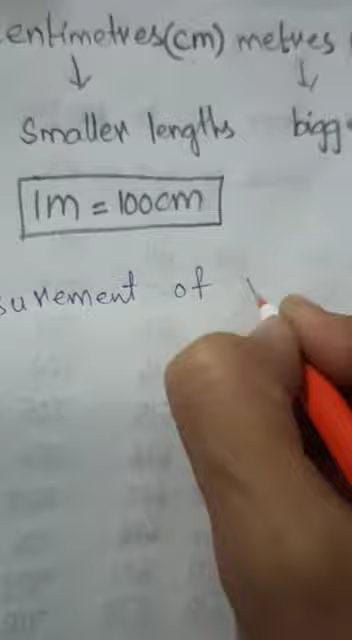 entimetres(cm) metres
↓ ↓
Smaller lengths bigg
1m = 100cm
surement of